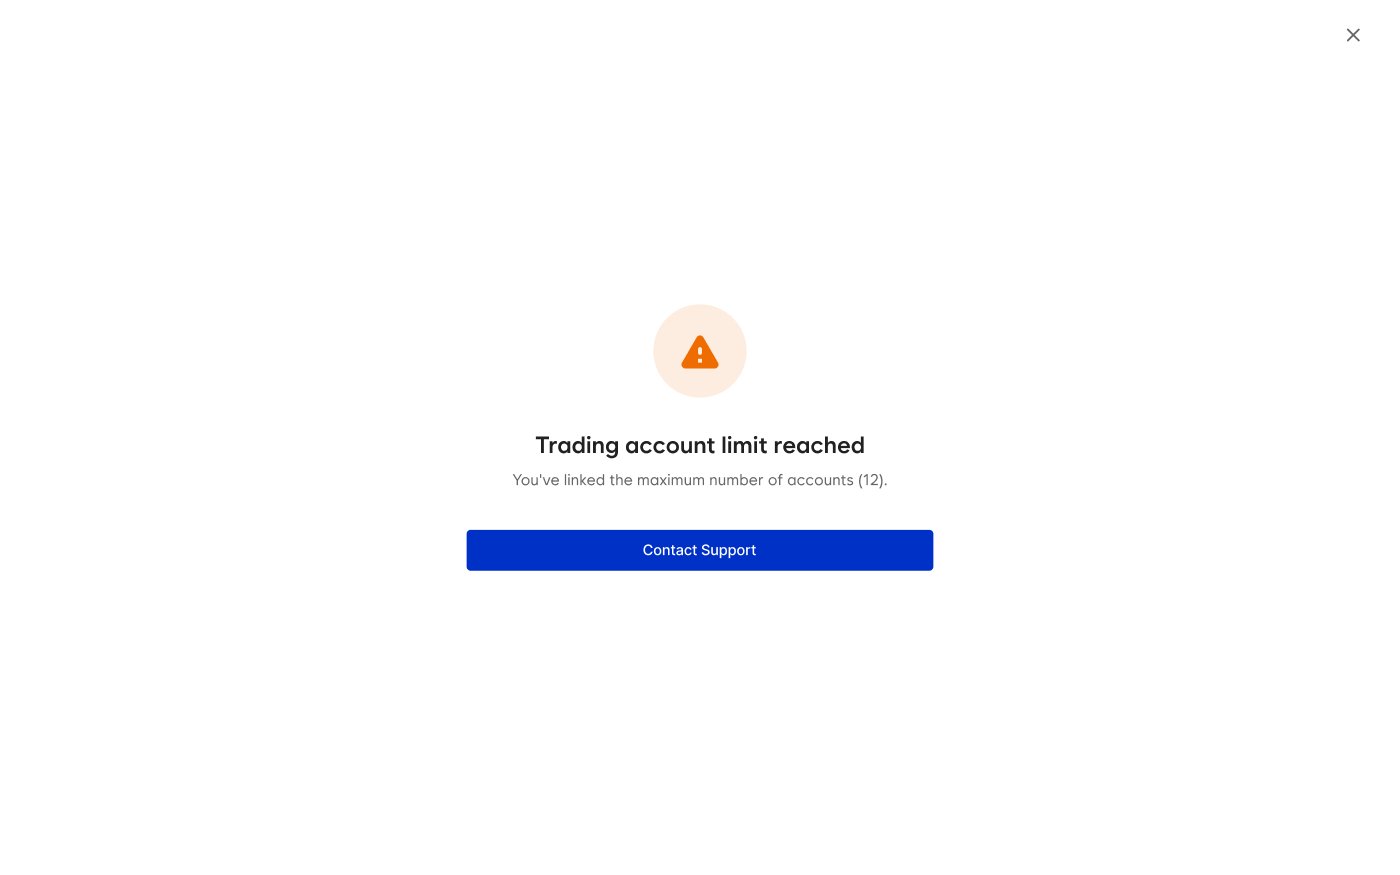 Trading account limit reached
You've linked the maximum number of accounts (12).
Contact Support